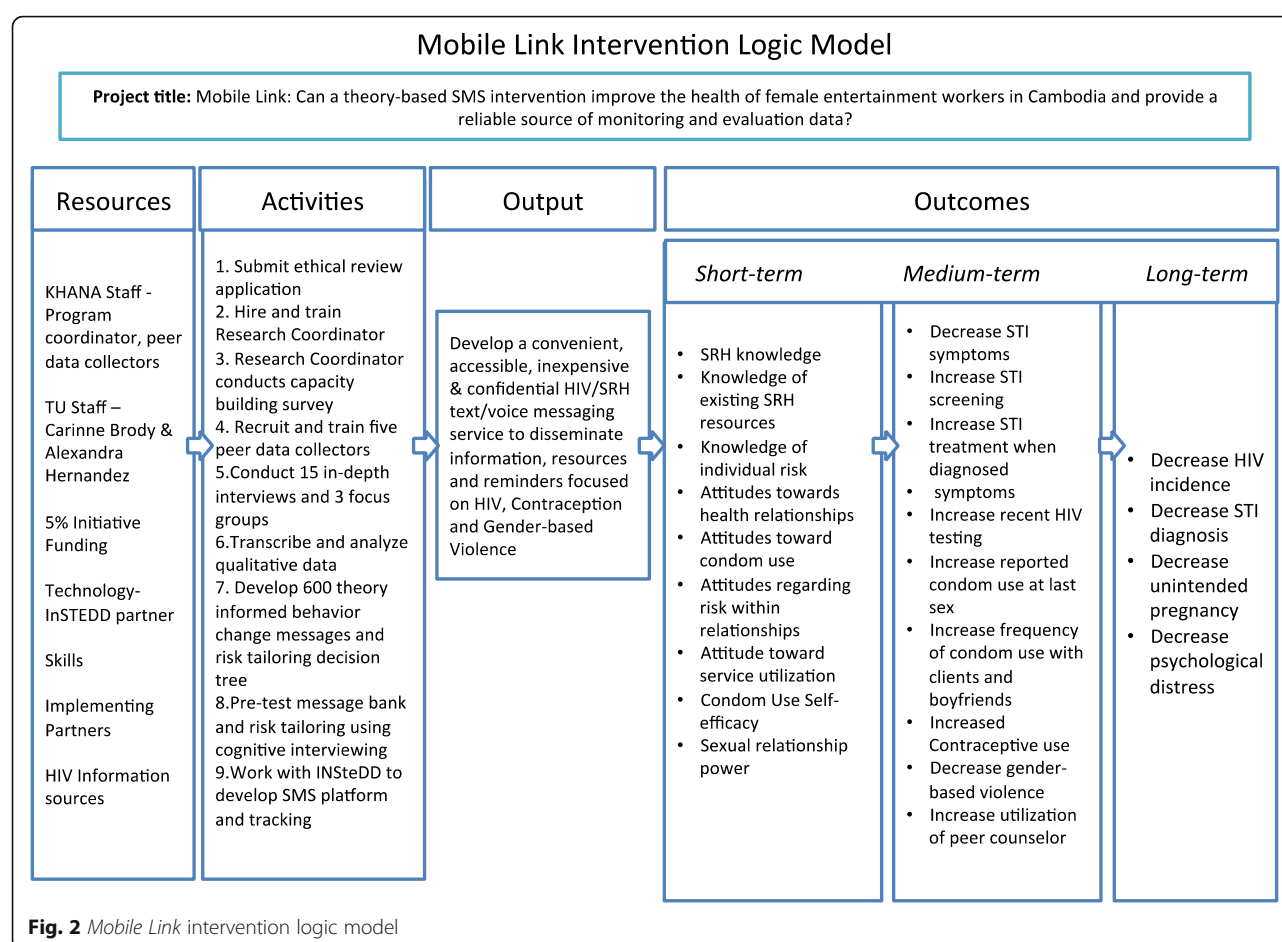 Mobile Link Intervention Logic Model
Project title: Mobile Link: Can a theory-based SMS intervention improve the health of female entertainment workers in Cambodia and provide a
reliable source of monitoring and evaluation data?
Resources
KHANA Staff -
Program
coordinator, peer
data collectors
TU Staff –
Carinne Brody &
Alexandra
Hernandez
5% Initiative
Funding
Technology-
InSTEDD partner
Skills
Implementing
Partners
HIV Information
sources
Activities
1. Submit ethical review
application
2. Hire and train
Research Coordinator
3. Research Coordinator
conducts capacity
building survey
4. Recruit and train five
peer data collectors
5.Conduct 15 in-depth
interviews and 3 focus
groups
6.Transcribe and analyze
qualitative data
7. Develop 600 theory
informed behavior
change messages and
risk tailoring decision
tree
8.Pre-test message bank
and risk tailoring using
cognitive interviewing
9.Work with INSteDD to
develop SMS platform
and tracking
Output
Develop a convenient,
accessible, inexpensive
& confidential HIV/SRH
text/voice messaging
service to disseminate
information, resources
and reminders focused
on HIV, Contraception
and Gender-based
Violence
Outcomes
Short-term
• SRH knowledge
• Knowledge of
existing SRH
resources
• Knowledge of
individual risk
• Attitudes towards
health relationships
• Attitudes toward
condom use
• Attitudes regarding
risk within
relationships
• Attitude toward
service utilization
• Condom Use Self-
efficacy
• Sexual relationship
power
Medium-term
• Decrease STI
symptoms
• Increase STI
screening
• Increase STI
treatment when
diagnosed
• symptoms
• Increase recent HIV
testing
• Increase reported
condom use at last
sex
• Increase frequency
of condom use with
clients and
boyfriends
• Increased
Contraceptive use
• Decrease gender-
based violence
• Increase utilization
of peer counselor
Long-term
• Decrease HIV
incidence
• Decrease STI
diagnosis
• Decrease
unintended
pregnancy
• Decrease
psychological
distress
Fig. 2 Mobile Link intervention logic model